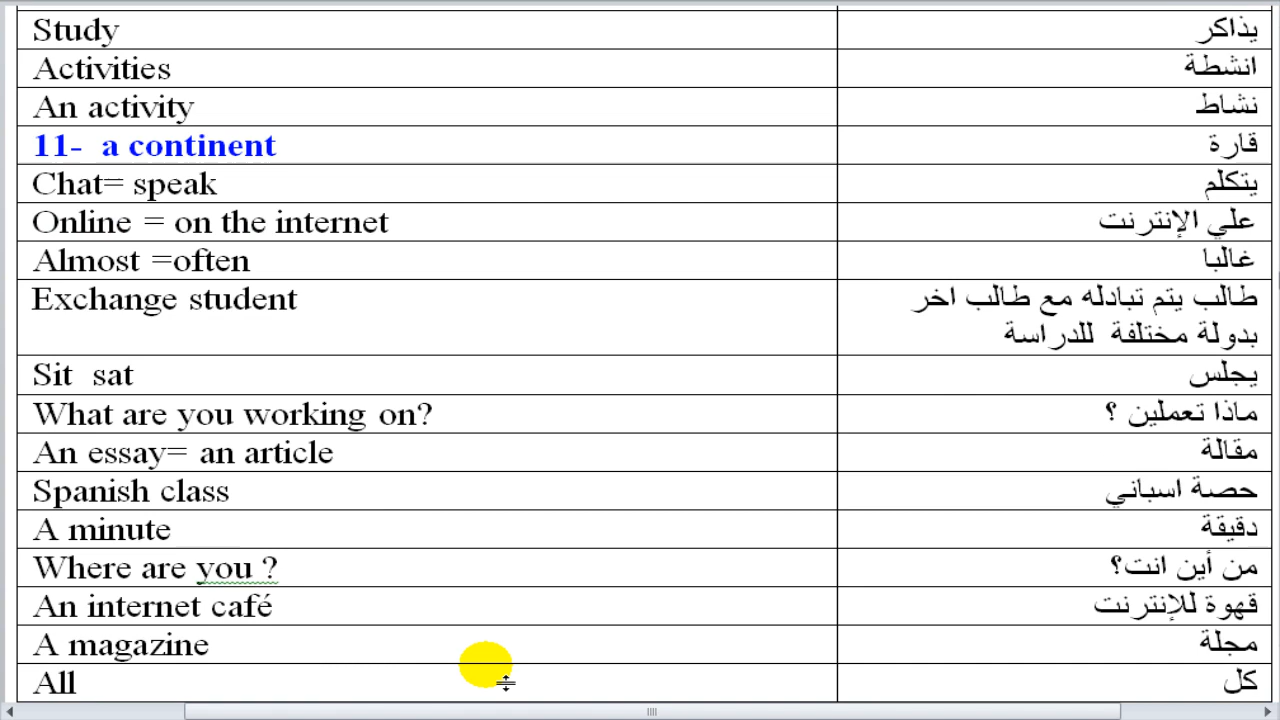 Study يذاكر
Activities انشطة
An activity نشاط
11- a continent قارة
Chat= speak يتكلم
Online = on the internet علي الإنترنت
Almost =often غالبا
Exchange student طالب يتم تبادله مع طالب اخر
بدولة مختلفة للدراسة
Sit sat يجلس
What are you working on? ماذا تعملين ؟
An essay= an article مقالة
Spanish class حصة اسباني
A minute دقيقة
Where are you ? من أين انت؟
An internet café قهوة للإنترنت
A magazine مجلة
All كل